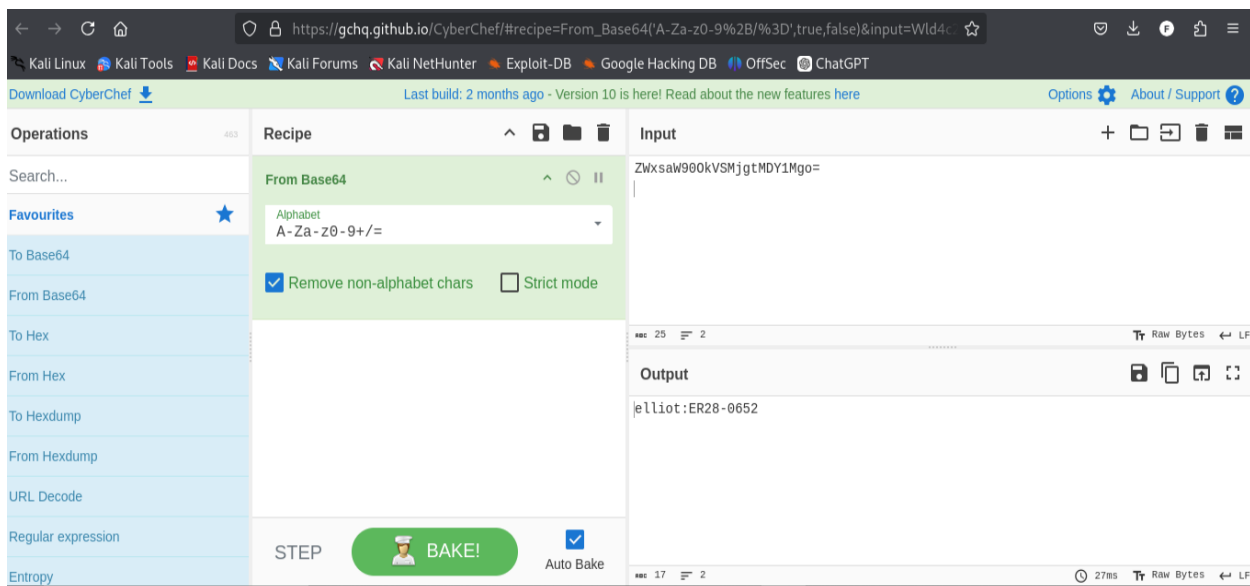 https://gchq.github.io/CyberChef/#recipe=From_Base64('A-Za-z0-9%2B/%3D',true,false)&input=Wld4c2
Kali Linux Kali Tools Kali Docs Kali Forums Kali NetHunter Exploit-DB Google Hacking DB OffSec ChatGPT
Download CyberChef Last build: 2 months ago - Version 10 is here! Read about the new features here Options About / Support
Operations 463
Search...
Favourites
To Base64
From Base64
To Hex
From Hex
To Hexdump
From Hexdump
URL Decode
Regular expression
Entropy
Recipe
From Base64
Alphabet
A-Za-z0-9+/=
Remove non-alphabet chars Strict mode
STEP BAKE! Auto Bake
Input
ZWxsaW90OkVSMjgtMDY1Mgo=
ABC 25 2 Tr Raw Bytes LF
Output
elliot:ER28-0652
ABC 17 2 27ms Tr Raw Bytes LF